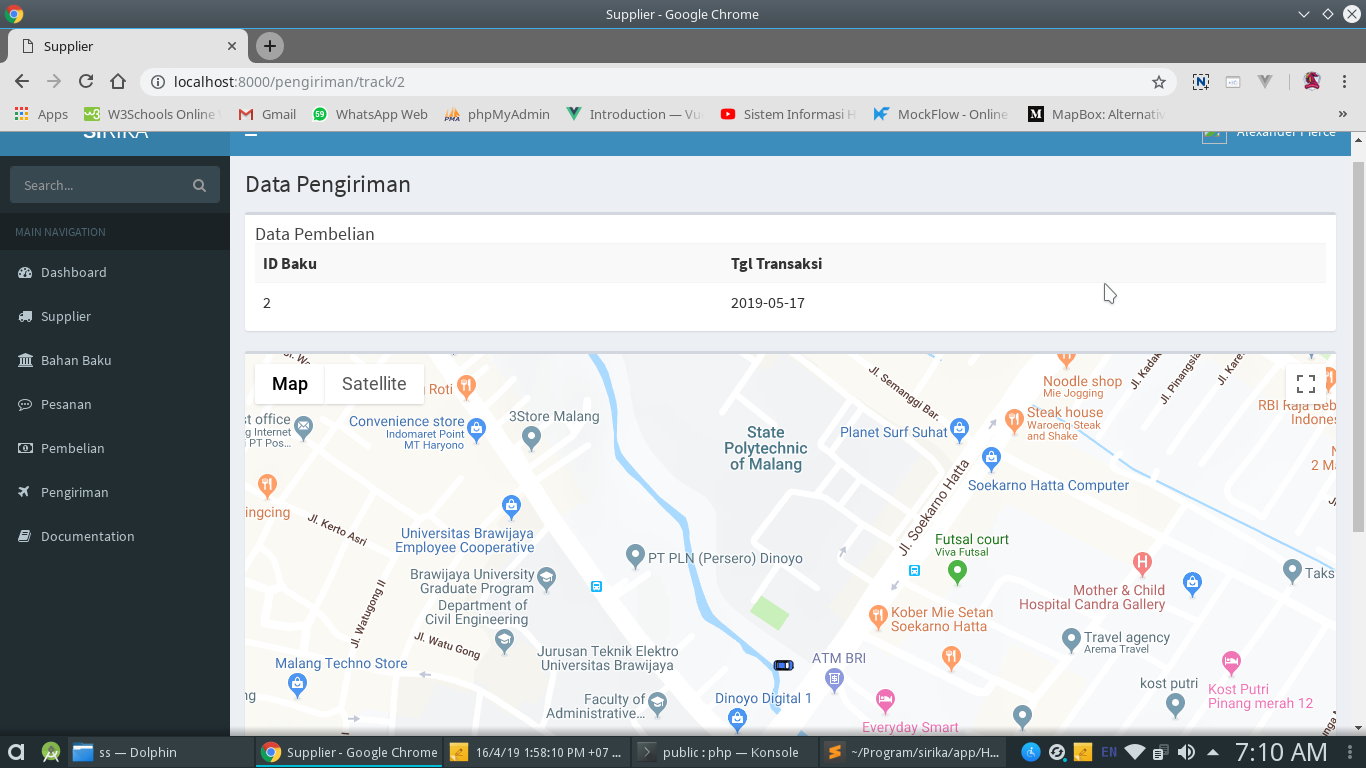 Supplier - Google Chrome
Supplier
localhost:8000/pengiriman/track/2
Apps
W3Schools Online
Gmail
59
WhatsApp Web
PMA
phpMyAdmin
Introduction — Vu
Sistem Informasi H
MockFlow - Online
M
MapBox: Alternativ
»
SIRIKA
Alexander Pierce
Search...
MAIN NAVIGATION
Dashboard
Supplier
Bahan Baku
Pesanan
Pembelian
Pengiriman
Documentation
Data Pengiriman
Data Pembelian
ID Baku Tgl Transaksi
2 2019-05-17
Map
Satellite
Roti
st office
g Internet
PT Pos...
Convenience store
Indomaret Point
MT Haryono
3Store Malang
State
Polytechnic
of Malang
Jl. Semanggi Bar.
Planet Surf Suhat
Noodle shop
Mie Jogging
Steak house
Waroeng Steak
and Shake
Jl. Kadak
Jl. Pinangsia
Jl. Kare
RBI Raja Beb
Indones
2 Ma
Soekarno Hatta Computer
Jl. Soekarno Hatta
ingcing
Jl. Kerto Asri
Universitas Brawijaya
Employee Cooperative
PT PLN (Persero) Dinoyo
Futsal court
Viva Futsal
Brawijaya University
Graduate Program
Department of
Civil Engineering
Jl. Watugong II
Jl. Watu Gong
Mother & Child
Hospital Candra Gallery
Taks
Kober Mie Setan
Soekarno Hatta
Travel agency
Arema Travel
Malang Techno Store
Jurusan Teknik Elektro
Universitas Brawijaya
ATM BRI
Faculty of
Administrative...
Dinoyo Digital 1
Everyday Smart
kost putri
Kost Putri
Pinang merah 12
ng
ss — Dolphin
Supplier - Google Chrome
16/4/19 1:58:10 PM +07 ...
public : php — Konsole
~/Program/sirika/app/H...
EN
7:10 AM